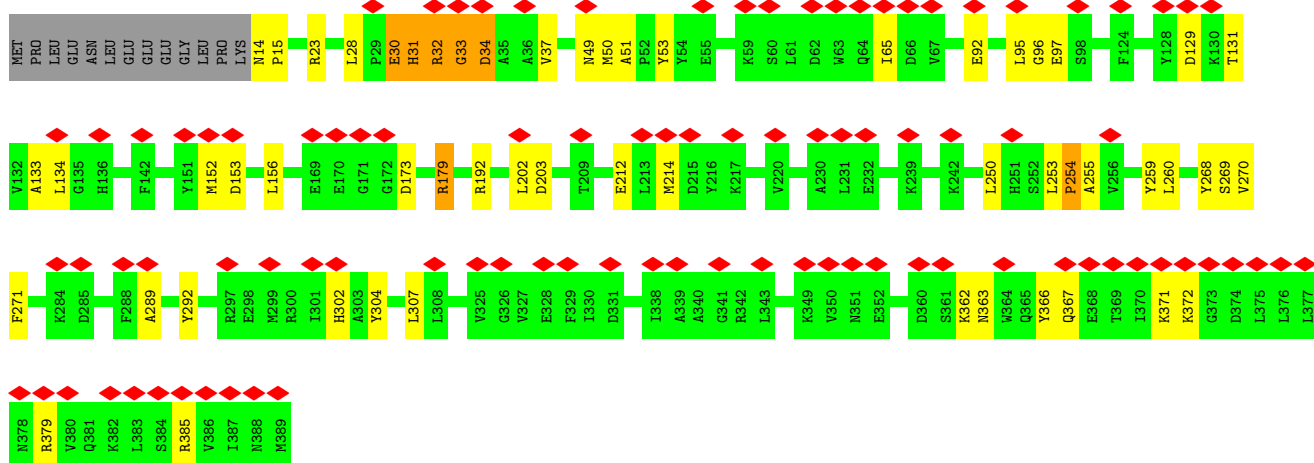 MET PRO LEU GLU ASN LEU GLU GLU GLU GLY LEU PRO LYS N14 P15 R23 L28 P29 E30 H31 R32 G33 D34 A35 A36 V37 N49 M50 A51 P52 Y53 Y54 E55 K59 S60 L61 D62 W63 Q64 I65 D66 V67 E92 L95 G96 E97 S98 F124 Y128 D129 K130 T131
V132 A133 L134 G135 H136 F142 Y151 M152 D153 L156 E169 E170 G171 G172 D173 R179 R192 L202 D203 T209 E212 L213 M214 D215 Y216 K217 V220 A230 L231 E232 K239 K242 L250 H251 S252 L253 P254 A255 V256 Y259 L260 Y268 S269 V270
F271 K284 D285 F288 A289 Y292 R297 E298 M299 R300 I301 H302 A303 Y304 L307 L308 V325 G326 V327 E328 F329 I330 D331 I338 A339 A340 G341 R342 L343 K349 V350 N351 E352 D360 S361 K362 N363 W364 Q365 Y366 Q367 E368 T369 I370 K371 K372 G373 D374 L375 L376 L377
N378 R379 V380 Q381 K382 L383 S384 R385 V386 I387 N388 M389